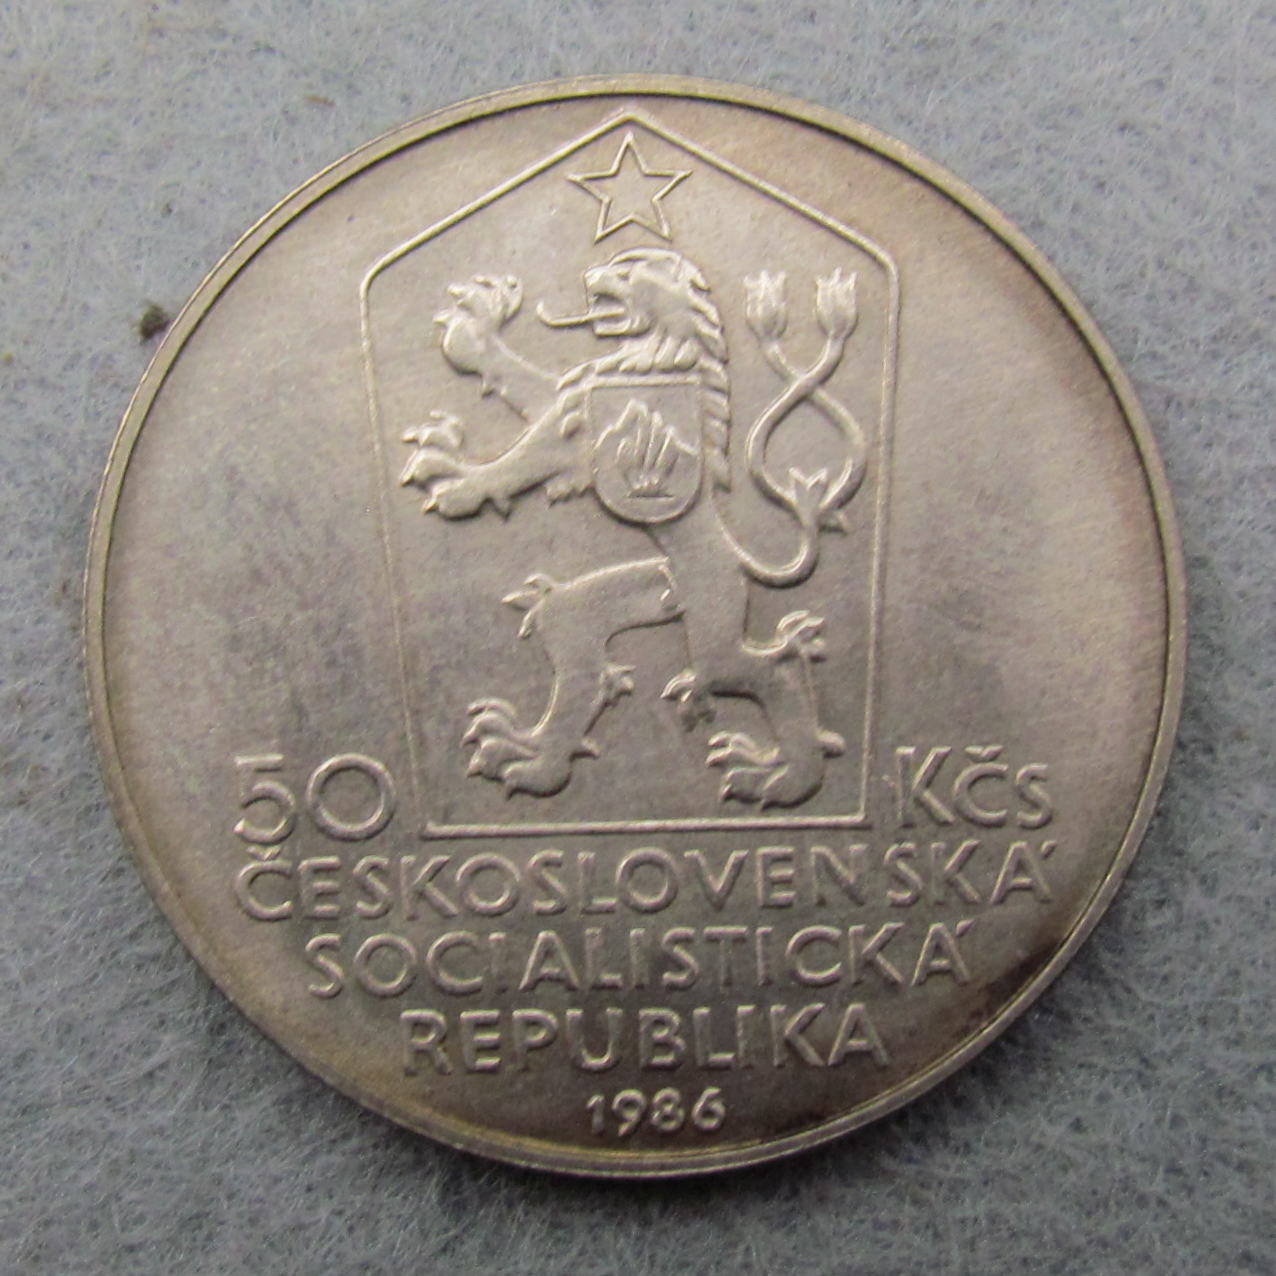 50 KČS
ČESKOSLOVENSKÁ
SOCIALISTICKÁ
REPUBLIKA
1986